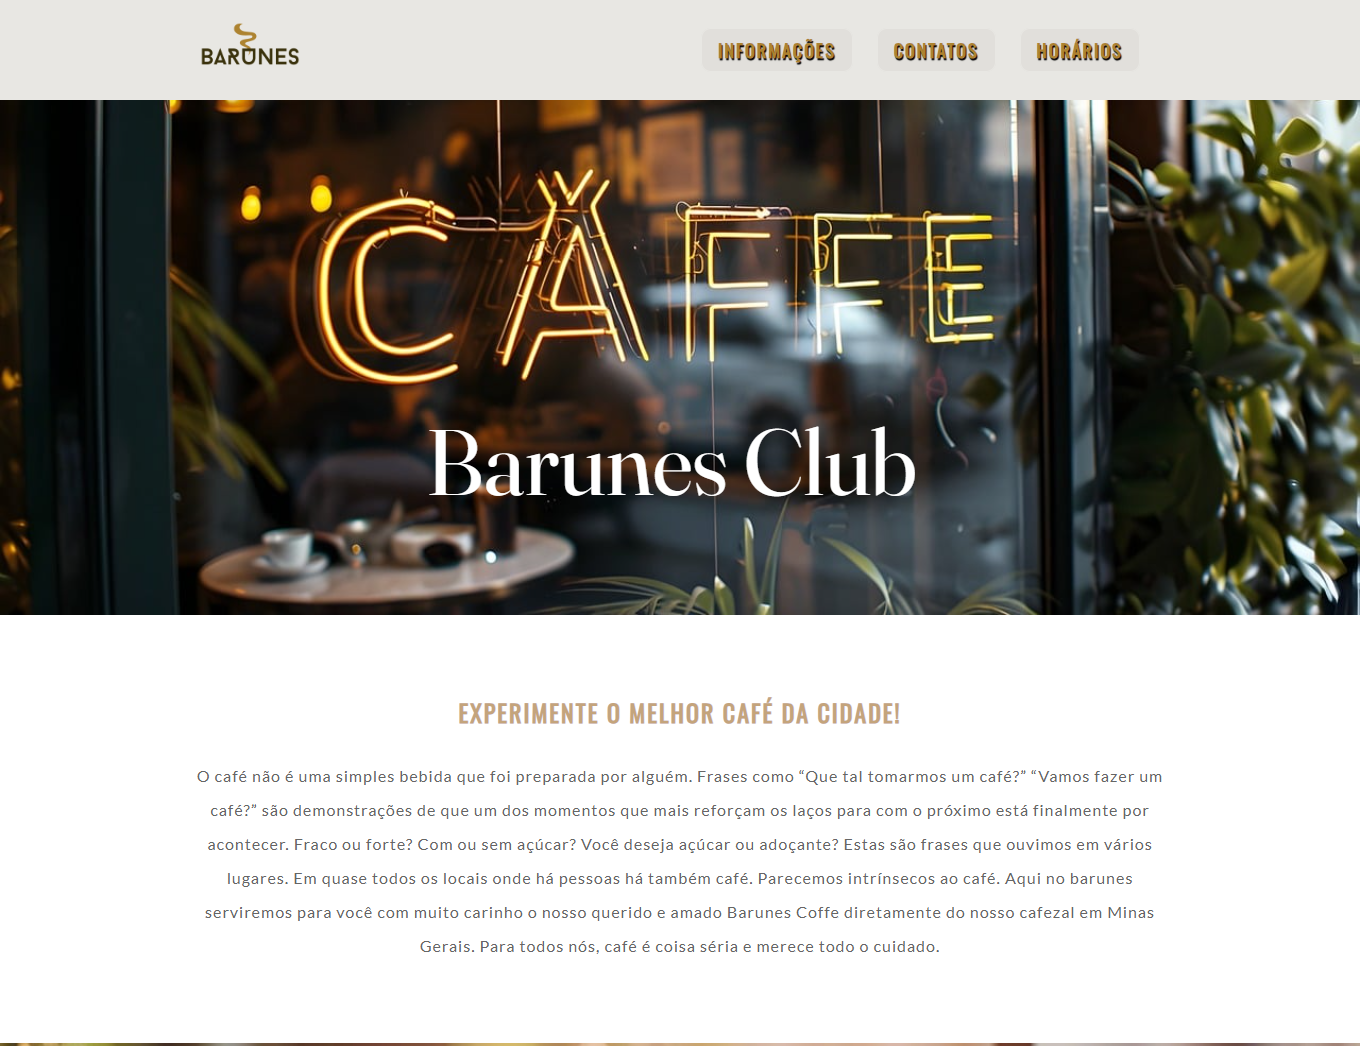 BARUNES
INFORMAÇÕES
CONTATOS
HORÁRIOS
CAFFE
Barunes Club
EXPERIMENTE O MELHOR CAFÉ DA CIDADE!
O café não é uma simples bebida que foi preparada por alguém. Frases como “Que tal tomarmos um café?” “Vamos fazer um
café?” são demonstrações de que um dos momentos que mais reforçam os laços para com o próximo está finalmente por
acontecer. Fraco ou forte? Com ou sem açúcar? Você deseja açúcar ou adoçante? Estas são frases que ouvimos em vários
lugares. Em quase todos os locais onde há pessoas há também café. Parecemos intrínsecos ao café. Aqui no barunes
serviremos para você com muito carinho o nosso querido e amado Barunes Coffe diretamente do nosso cafezal em Minas
Gerais. Para todos nós, café é coisa séria e merece todo o cuidado.